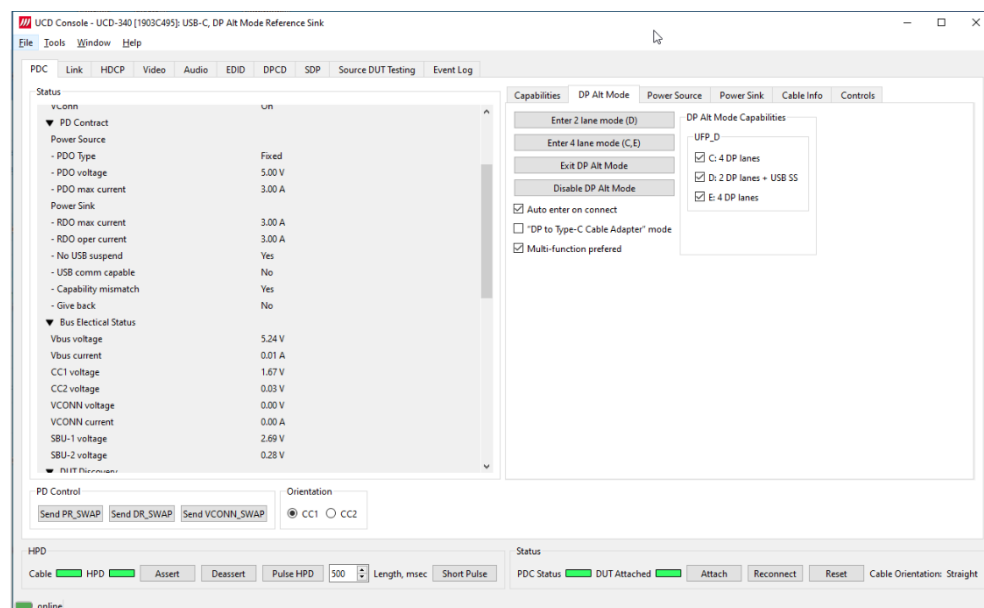 UCD Console - UCD-340 [1903C495]: USB-C, DP Alt Mode Reference Sink
File Tools Window Help
PDC Link HDCP Video Audio EDID DPCD SDP Source DUT Testing Event Log
Status
VConn On
PD Contract
Power Source
- PDO Type Fixed
- PDO voltage 5.00 V
- PDO max current 3.00 A
Power Sink
- RDO max current 3.00 A
- RDO oper current 3.00 A
- No USB suspend Yes
- USB comm capable No
- Capability mismatch Yes
- Give back No
Bus Electical Status
Vbus voltage 5.24 V
Vbus current 0.01 A
CC1 voltage 1.67 V
CC2 voltage 0.03 V
VCONN voltage 0.00 V
VCONN current 0.00 A
SBU-1 voltage 2.69 V
SBU-2 voltage 0.28 V
DUT Discovery
Capabilities DP Alt Mode Power Source Power Sink Cable Info Controls
Enter 2 lane mode (D)
Enter 4 lane mode (C,E)
Exit DP Alt Mode
Disable DP Alt Mode
Auto enter on connect
"DP to Type-C Cable Adapter" mode
Multi-function prefered
DP Alt Mode Capabilities
UFP_D
C: 4 DP lanes
D: 2 DP lanes + USB SS
E: 4 DP lanes
PD Control
Send PR_SWAP Send DR_SWAP Send VCONN_SWAP
Orientation
CC1 CC2
HPD
Cable HPD Assert Deassert Pulse HPD 500 Length, msec Short Pulse
Status
PDC Status DUT Attached Attach Reconnect Reset Cable Orientation: Straight
online